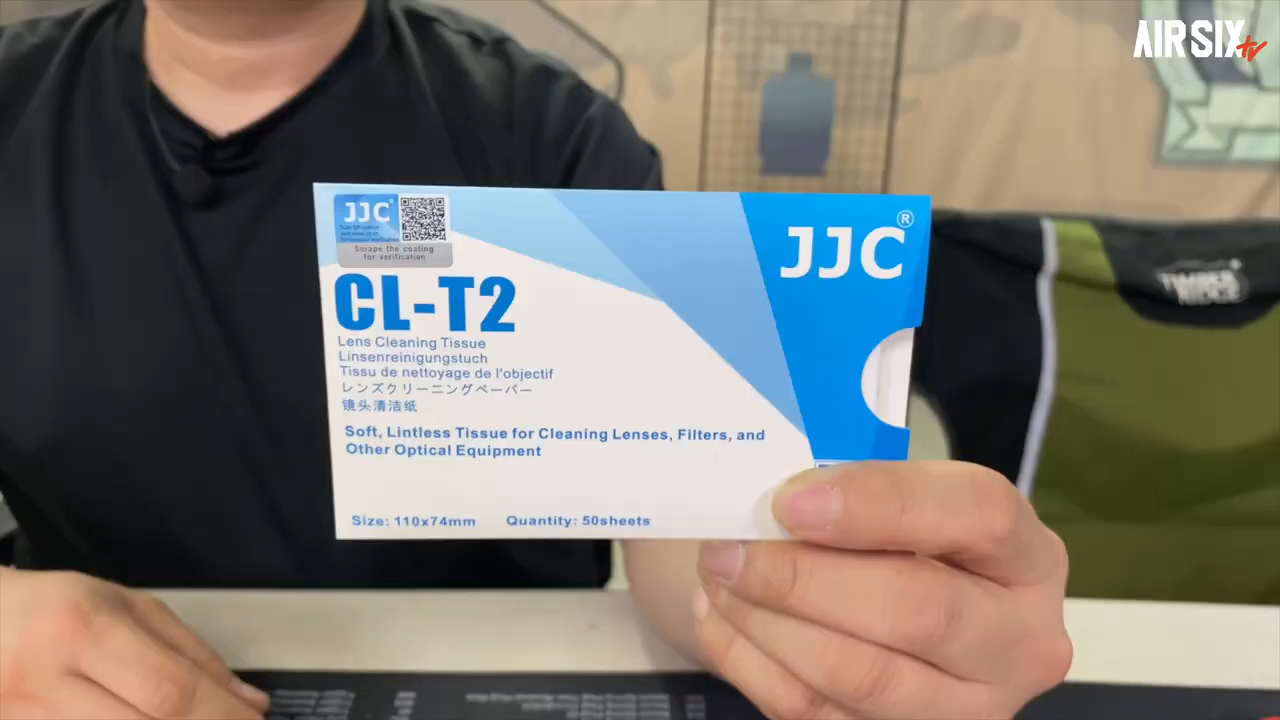 AIRSIX tv
JJC®
Scrape the coating
for verification
JJC®
CL-T2
Lens Cleaning Tissue
Linsenreinigungstuch
Tissu de nettoyage de l'objectif
レンズクリーニングペーパー
镜头清洁纸
Soft, Lintless Tissue for Cleaning Lenses, Filters, and
Other Optical Equipment
Size: 110x74mm Quantity: 50sheets
TIMBER
RIDGE